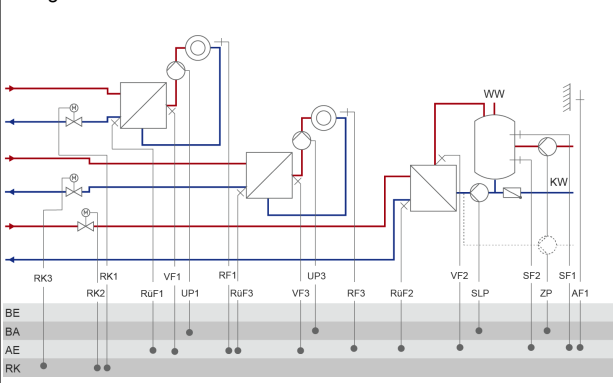 WW
KW
M
M
M
RK3 RK1 VF1 RF1 UP3 VF2 SF2 SF1
RK2 RüF1 UP1 RüF3 VF3 RF3 RüF2 SLP ZP AF1
BE
BA
AE
RK